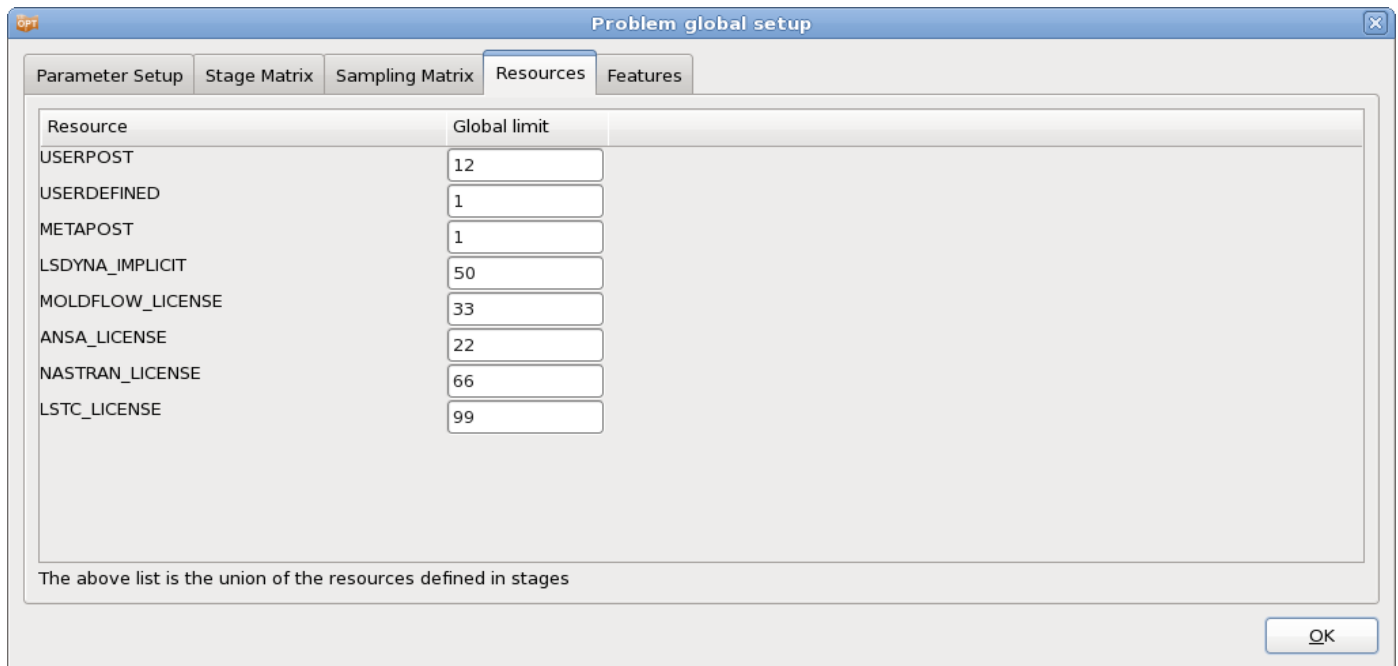 OPT Problem global setup
Parameter Setup Stage Matrix Sampling Matrix Resources Features
Resource Global limit
USERPOST 12
USERDEFINED 1
METAPOST 1
LSDYNA_IMPLICIT 50
MOLDFLOW_LICENSE 33
ANSA_LICENSE 22
NASTRAN_LICENSE 66
LSTC_LICENSE 99
The above list is the union of the resources defined in stages
OK